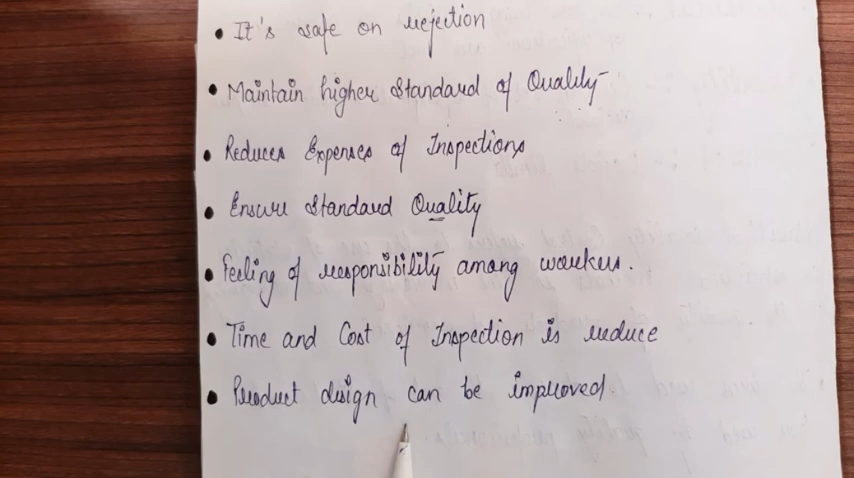 • It's safe on rejection
• Maintain higher Standard of Quality
• Reduces Expenses of Inspections
• Ensure Standard Quality
• Feeling of responsibility among workers.
• Time and Cost of Inspection is reduce
• Product disign can be improved